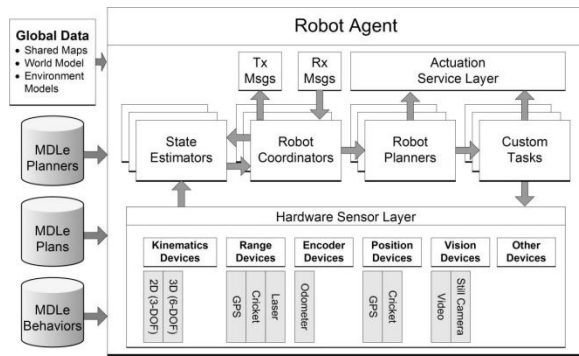 Global Data
• Shared Maps
• World Model
• Environment
Models
MDLe
Planners
MDLe
Plans
MDLe
Behaviors
Robot Agent
Tx
Msgs
Rx
Msgs
Actuation
Service Layer
State
Estimators
Robot
Coordinators
Robot
Planners
Custom
Tasks
Hardware Sensor Layer
Kinematics
Devices
Range
Devices
Encoder
Devices
Position
Devices
Vision
Devices
Other
Devices
2D (3-DOF)
3D (6-DOF)
GPS
Cricket
Laser
Odometer
GPS
Cricket
Video
Still Camera